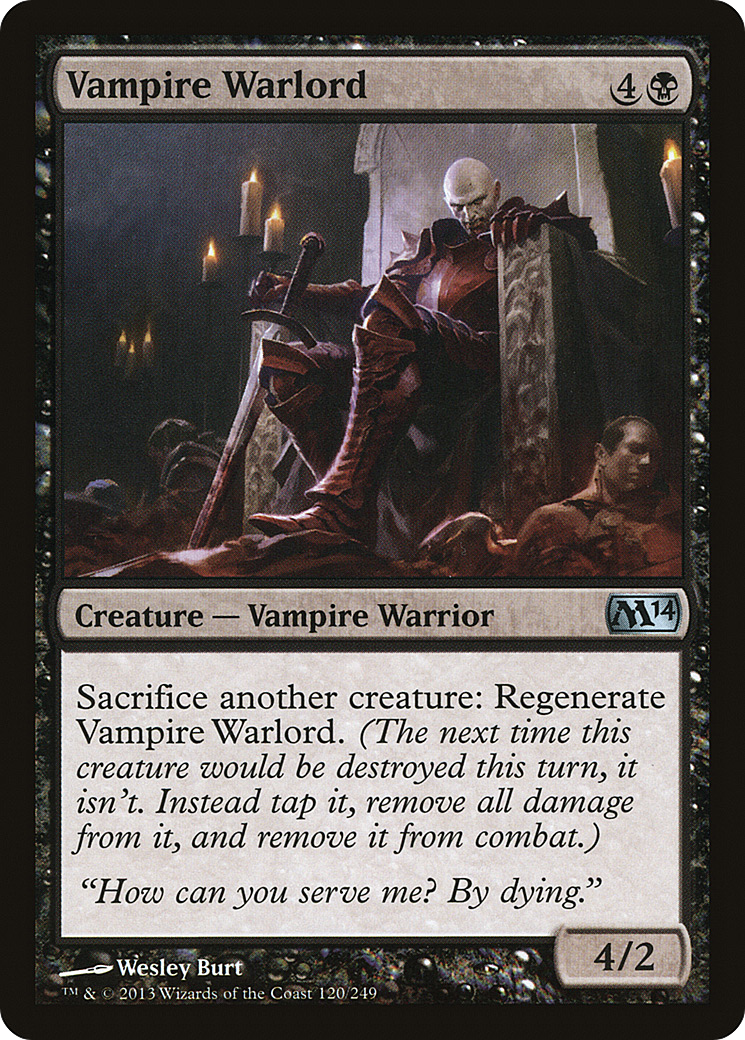 Vampire Warlord 4
Creature — Vampire Warrior M14
Sacrifice another creature: Regenerate
Vampire Warlord. (The next time this
creature would be destroyed this turn, it
isn't. Instead tap it, remove all damage
from it, and remove it from combat.)
“How can you serve me? By dying.”
4/2
Wesley Burt
™ & © 2013 Wizards of the Coast 120/249